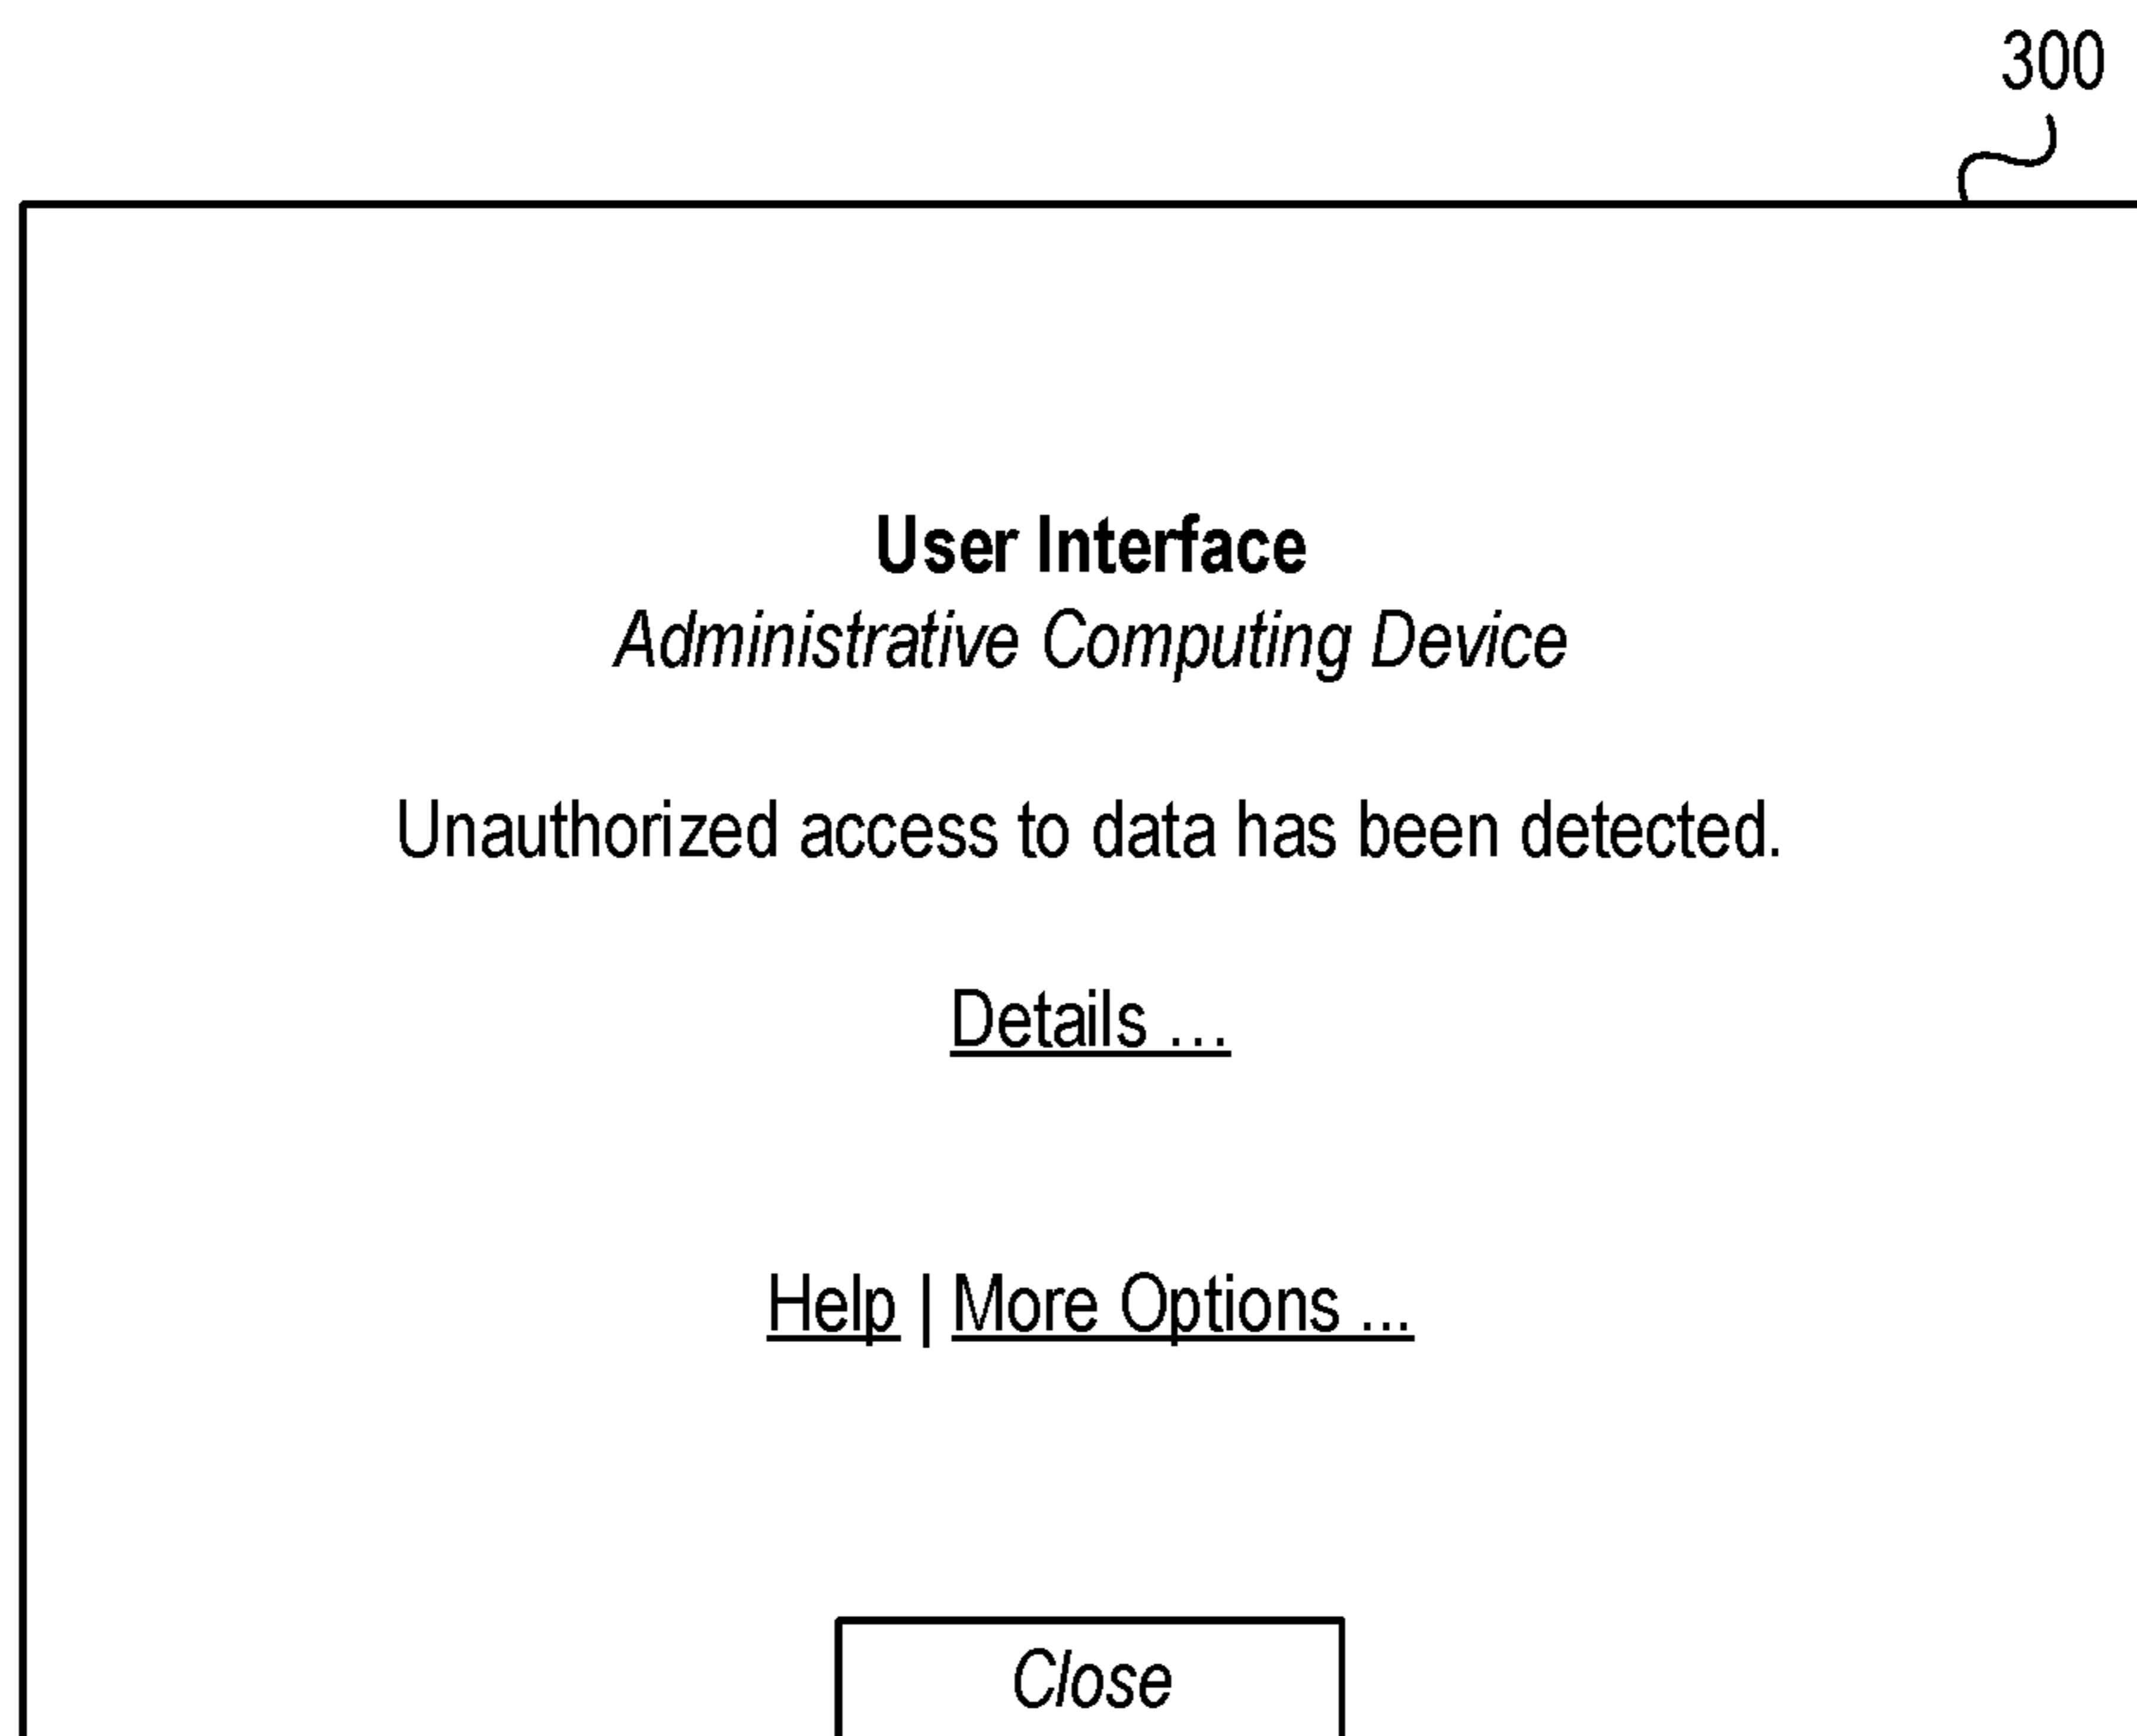 300
User Interface
Administrative Computing Device
Unauthorized access to data has been detected.
Details ...
Help | More Options ...
Close